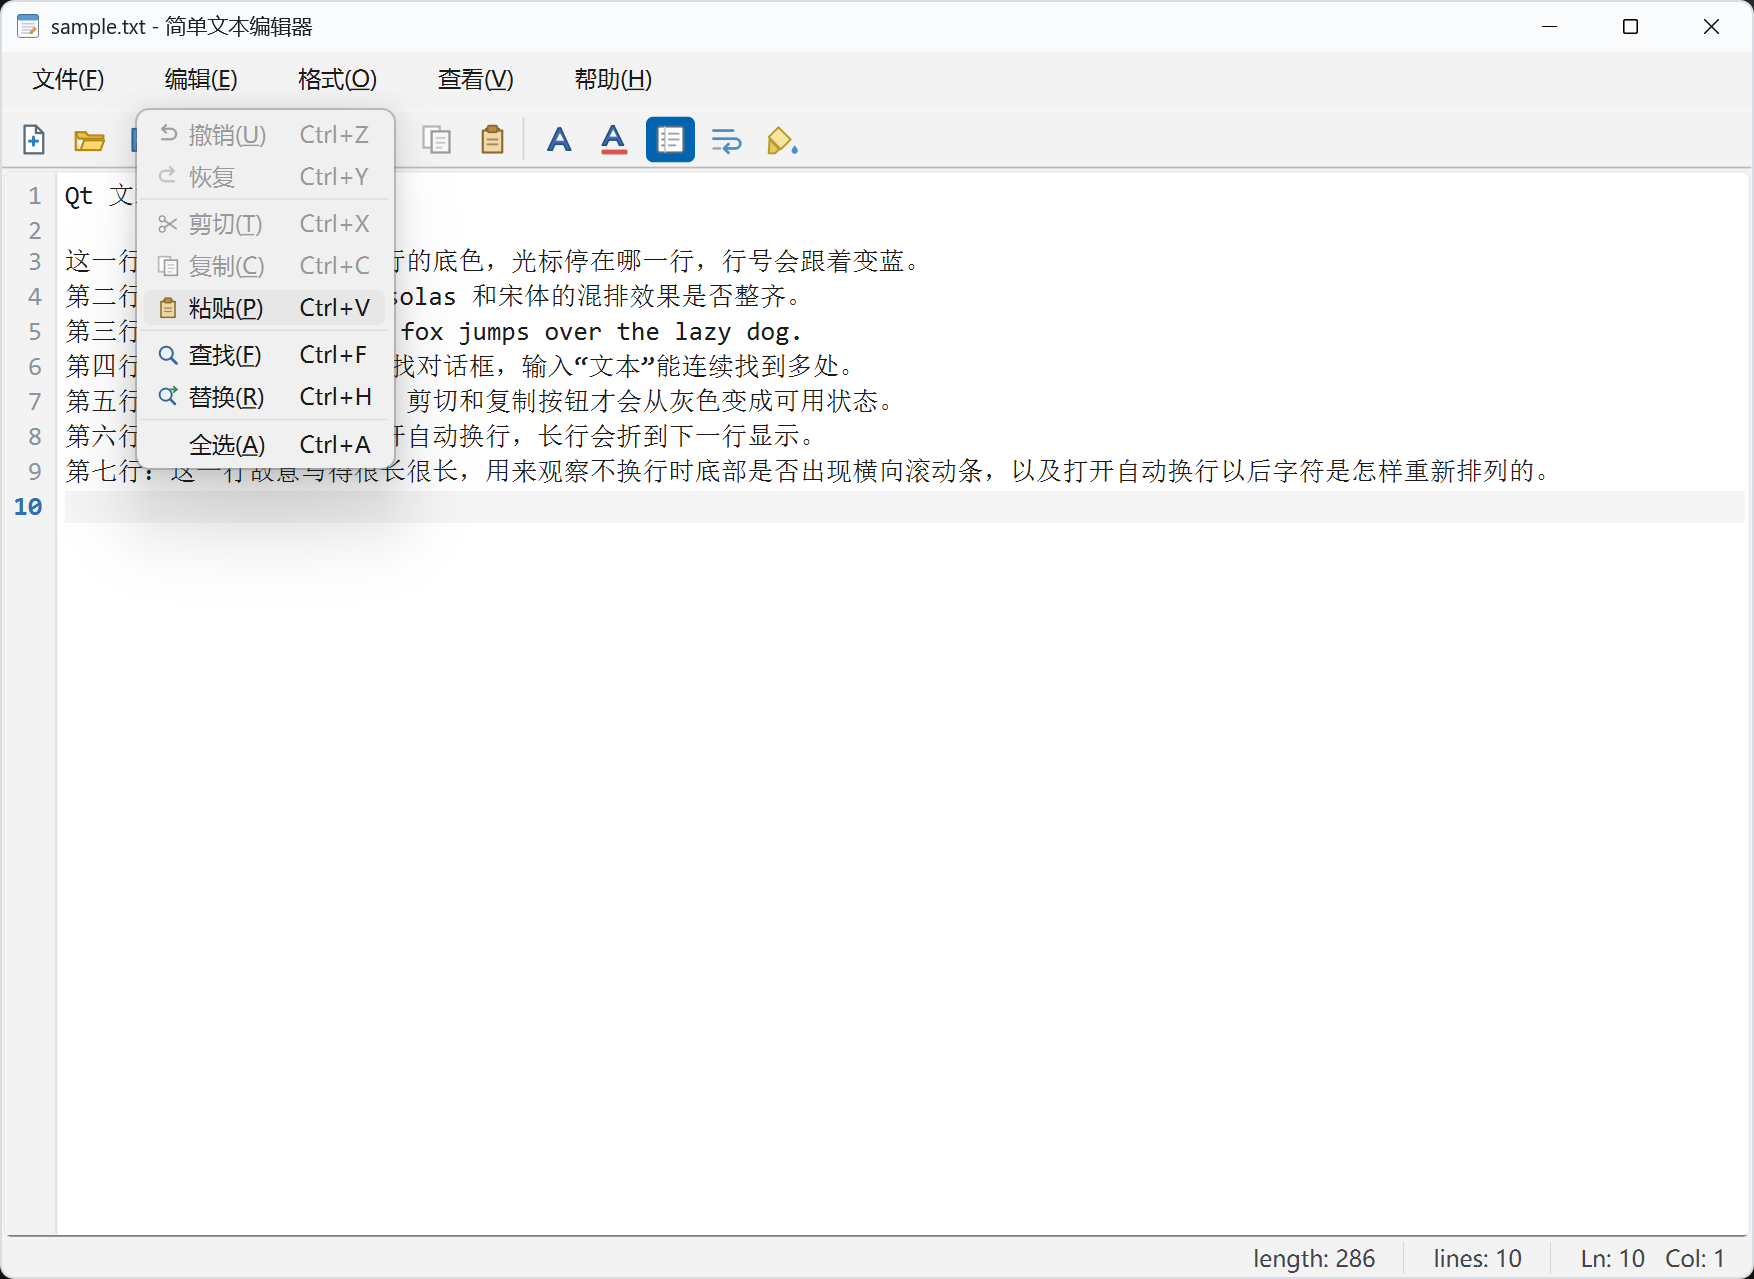 sample.txt - 简单文本编辑器
文件(F) 编辑(E) 格式(O) 查看(V) 帮助(H)
撤销(U) Ctrl+Z
恢复 Ctrl+Y
剪切(T) Ctrl+X
复制(C) Ctrl+C
粘贴(P) Ctrl+V
查找(F) Ctrl+F
替换(R) Ctrl+H
全选(A) Ctrl+A
1 Qt 文
2
3 这一行 行的底色，光标停在哪一行，行号会跟着变蓝。
4 第二行 solas 和宋体的混排效果是否整齐。
5 第三行 fox jumps over the lazy dog.
6 第四行 找对话框，输入“文本”能连续找到多处。
7 第五行 剪切和复制按钮才会从灰色变成可用状态。
8 第六行 开自动换行，长行会折到下一行显示。
9 第七行：这一行故意写得很长很长，用来观察不换行时底部是否出现横向滚动条，以及打开自动换行以后字符是怎样重新排列的。
10
length: 286 lines: 10 Ln: 10 Col: 1